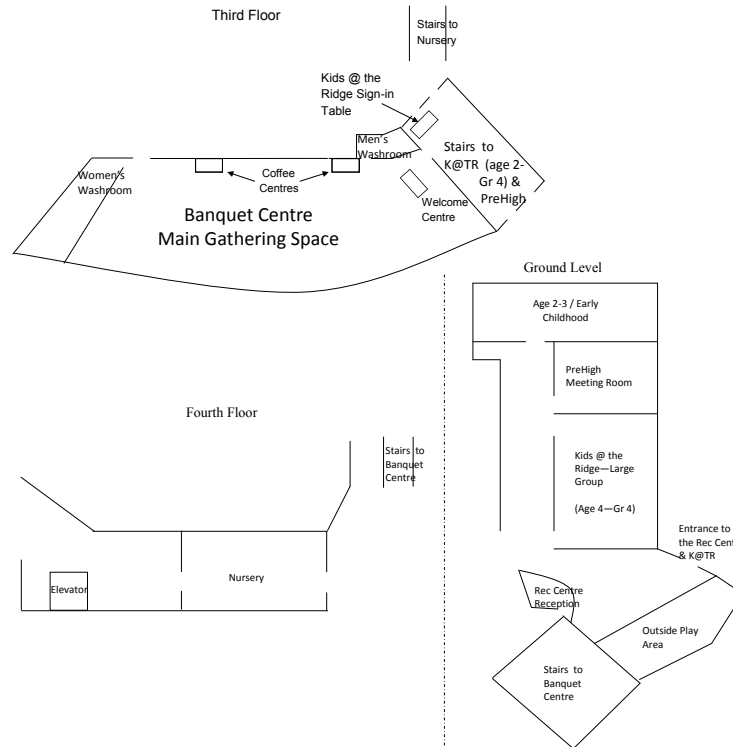 Third Floor
Stairs to
Nursery
Kids @ the
Ridge Sign-in
Table
Men's
Washroom
Stairs to
K@TR (age 2-
Gr 4) &
PreHigh
Women's
Washroom
Coffee
Centres
Welcome
Centre
Banquet Centre
Main Gathering Space
Ground Level
Age 2-3 / Early
Childhood
PreHigh
Meeting Room
Kids @ the
Ridge—Large
Group
(Age 4—Gr 4)
Entrance to
the Rec Cent
& K@TR
Rec Centre
Reception
Outside Play
Area
Stairs to
Banquet
Centre
Fourth Floor
Stairs to
Banquet
Centre
Elevator
Nursery